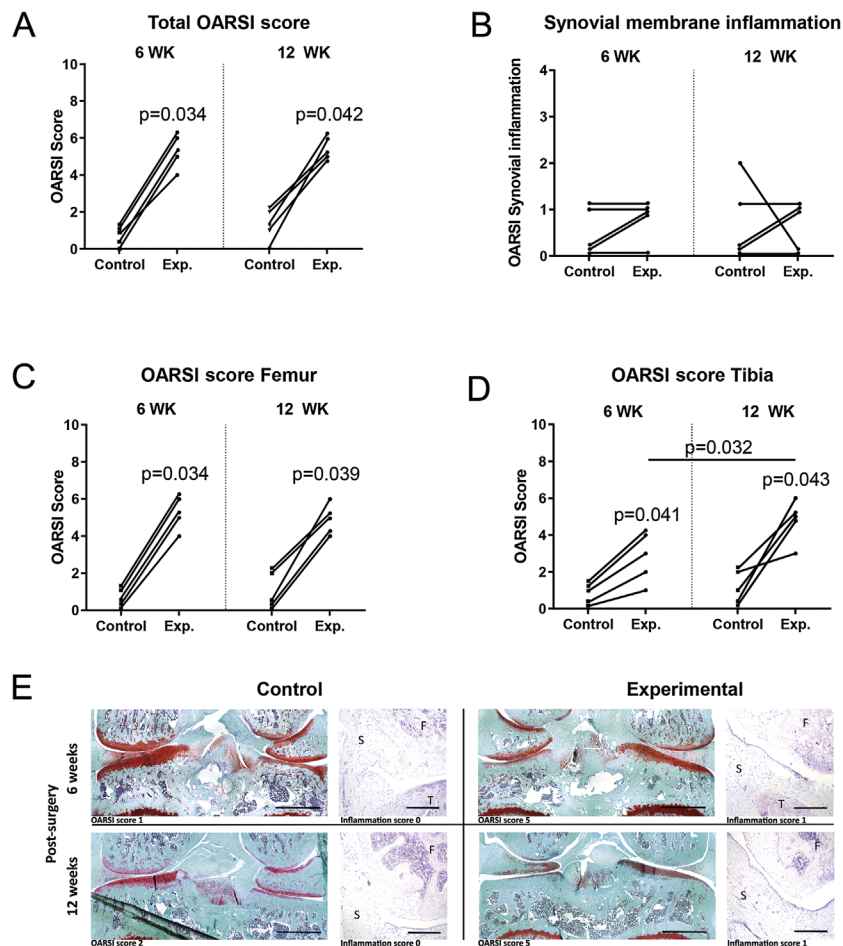 A
Total OARSI score
6 WK
12 WK
OARSI Score
10
8
6
4
2
0
p=0.034
p=0.042
Control
Exp.
Control
Exp.
B
Synovial membrane inflammation
6 WK
12 WK
OARSI Synovial inflammation
4
3
2
1
0
Control
Exp.
Control
Exp.
C
OARSI score Femur
6 WK
12 WK
OARSI Score
10
8
6
4
2
0
p=0.034
p=0.039
Control
Exp.
Control
Exp.
D
OARSI score Tibia
6 WK
12 WK
OARSI Score
10
8
6
4
2
0
p=0.032
p=0.041
p=0.043
Control
Exp.
Control
Exp.
E
Control
Experimental
Post-surgery
6 weeks
S
F
T
F
S
T
OARSI score 1
Inflammation score 0
OARSI score 5
Inflammation score 1
12 weeks
F
S
F
S
OARSI score 2
Inflammation score 0
OARSI score 5
Inflammation score 1